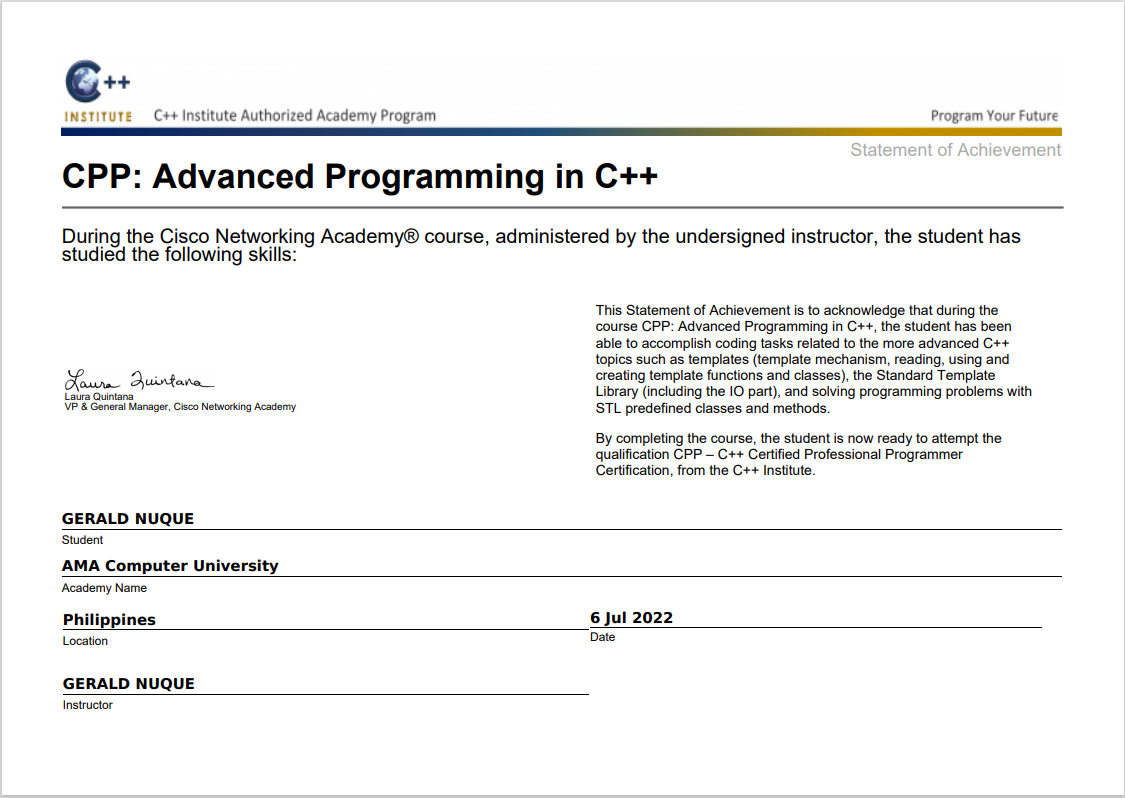 C++
INSTITUTE
C++ Institute Authorized Academy Program
Program Your Future
Statement of Achievement
CPP: Advanced Programming in C++
During the Cisco Networking Academy® course, administered by the undersigned instructor, the student has
studied the following skills:
This Statement of Achievement is to acknowledge that during the
course CPP: Advanced Programming in C++, the student has been
able to accomplish coding tasks related to the more advanced C++
topics such as templates (template mechanism, reading, using and
creating template functions and classes), the Standard Template
Library (including the IO part), and solving programming problems with
STL predefined classes and methods.
By completing the course, the student is now ready to attempt the
qualification CPP – C++ Certified Professional Programmer
Certification, from the C++ Institute.
Laura Quintana
Laura Quintana
VP & General Manager, Cisco Networking Academy
GERALD NUQUE
Student
AMA Computer University
Academy Name
Philippines
Location
6 Jul 2022
Date
GERALD NUQUE
Instructor